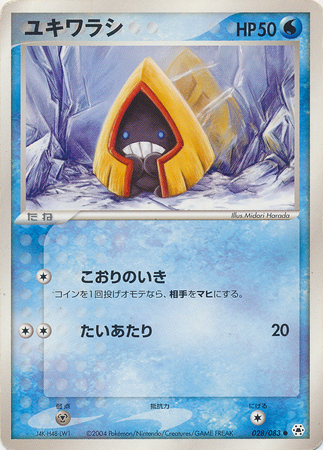 ユキワラシ HP50
たね Illus.Midori Harada
こおりのいき
コインを1回投げオモテなら、相手をマヒにする。
たいあたり 20
弱点 抵抗力 にげる
©2004 Pokémon/Nintendo/Creatures/GAME FREAK 028/083 ●